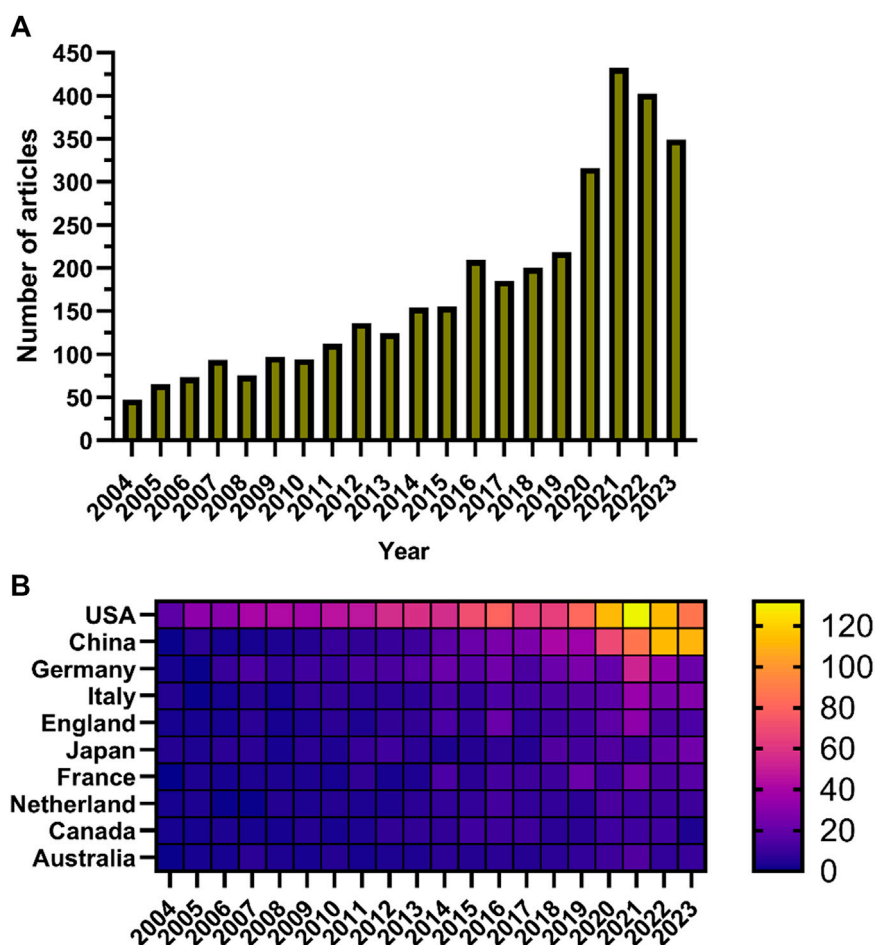 A
450
400
350
300
250
200
150
100
50
0
Number of articles
2004 2005 2006 2007 2008 2009 2010 2011 2012 2013 2014 2015 2016 2017 2018 2019 2020 2021 2022 2023
Year
B
USA
China
Germany
Italy
England
Japan
France
Netherland
Canada
Australia
2004 2005 2006 2007 2008 2009 2010 2011 2012 2013 2014 2015 2016 2017 2018 2019 2020 2021 2022 2023
120
100
80
60
40
20
0